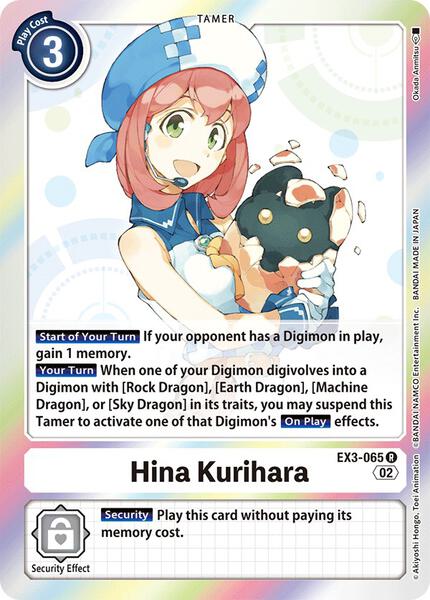 TAMER
Play Cost
3
Okada Anmitsu
Start of Your Turn If your opponent has a Digimon in play,
gain 1 memory.
Your Turn When one of your Digimon digivolves into a
Digimon with [Rock Dragon], [Earth Dragon], [Machine
Dragon], or [Sky Dragon] in its traits, you may suspend this
Tamer to activate one of that Digimon's On Play effects.
©Akiyoshi Hongo, Toei Animation ©BANDAI NAMCO Entertainment Inc. BANDAI MADE IN JAPAN
EX3-065 R
02
Hina Kurihara
Security Play this card without paying its
memory cost.
Security Effect